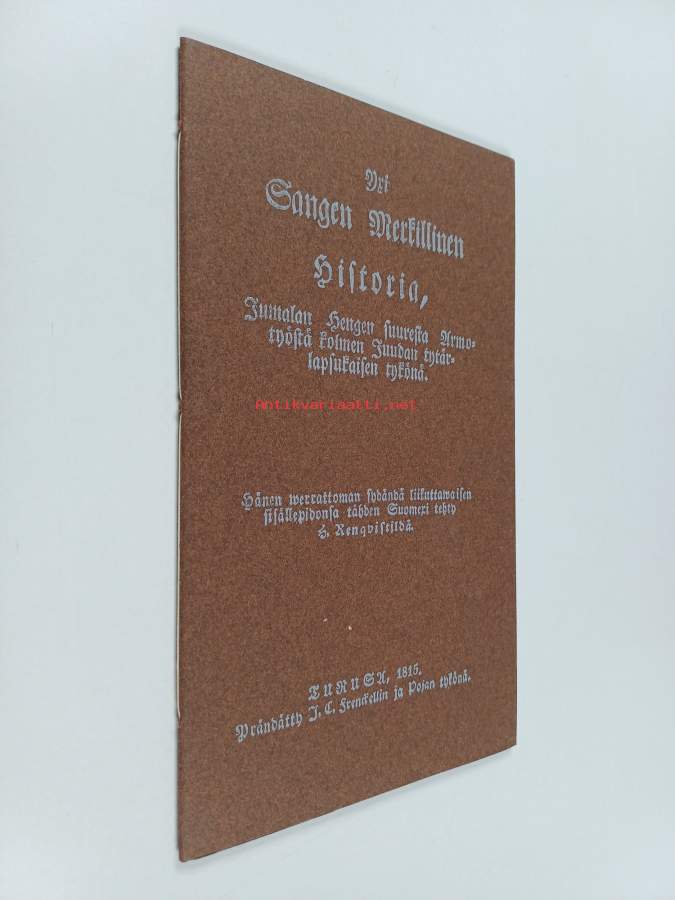 Yxi
Sangen Merkillinen
Historia,
Jumalan Hengen suuresta Armo-
työstä kolmen Juudan tytär-
lapsukaisen tykönä.
Antikvariaatti.net
Hänen werrattoman sydändä liikuttawaisen
sisällepidonsa tähden Suomexi tehty
H. Renqvistildä.
TURUSA, 1815.
Prändätty J. C. Frenckellin ja Pojan tykönä.